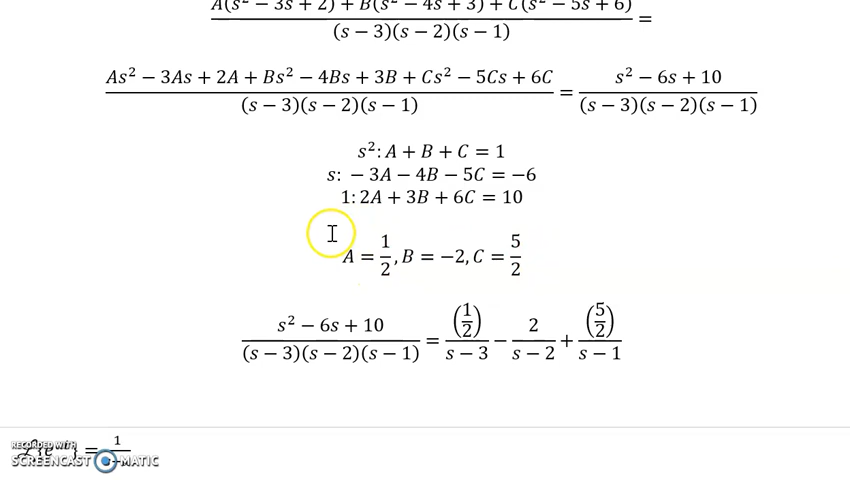 A(s² − 3s + 2) + B(s² − 4s + 3) + C(s² − 5s + 6) / (s − 3)(s − 2)(s − 1) =
As² − 3As + 2A + Bs² − 4Bs + 3B + Cs² − 5Cs + 6C / (s − 3)(s − 2)(s − 1) = s² − 6s + 10 / (s − 3)(s − 2)(s − 1)
s²: A + B + C = 1
s: −3A − 4B − 5C = −6
1: 2A + 3B + 6C = 10
A = 1/2, B = −2, C = 5/2
s² − 6s + 10 / (s − 3)(s − 2)(s − 1) = (1/2) / s − 3 − 2 / s − 2 + (5/2) / s − 1
RECORDED WITH
SCREENCAST MATIC